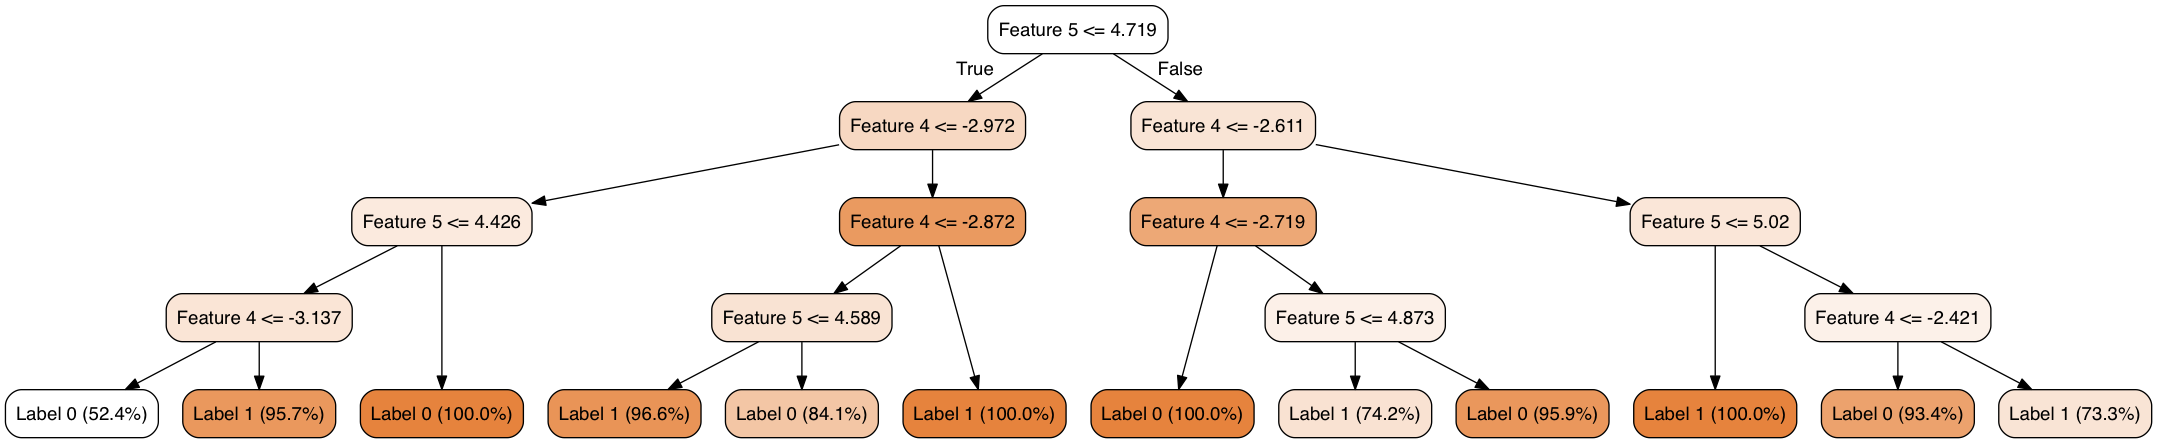 Feature 5 <= 4.719
True
False
Feature 4 <= -2.972
Feature 4 <= -2.611
Feature 5 <= 4.426
Feature 4 <= -2.872
Feature 4 <= -2.719
Feature 5 <= 5.02
Feature 4 <= -3.137
Feature 5 <= 4.589
Feature 5 <= 4.873
Feature 4 <= -2.421
Label 0 (52.4%)
Label 1 (95.7%)
Label 0 (100.0%)
Label 1 (96.6%)
Label 0 (84.1%)
Label 1 (100.0%)
Label 0 (100.0%)
Label 1 (74.2%)
Label 0 (95.9%)
Label 1 (100.0%)
Label 0 (93.4%)
Label 1 (73.3%)